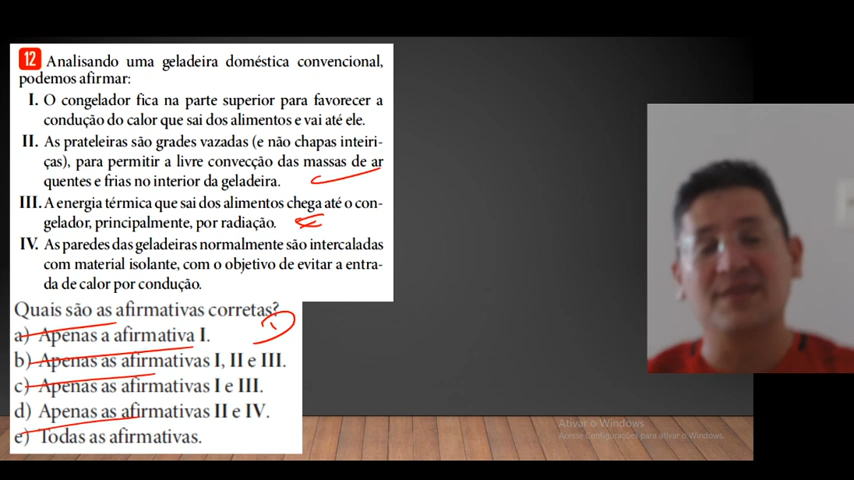 12 Analisando uma geladeira doméstica convencional,
podemos afirmar:
I. O congelador fica na parte superior para favorecer a
condução do calor que sai dos alimentos e vai até ele.
II. As prateleiras são grades vazadas (e não chapas inteiri-
ças), para permitir a livre convecção das massas de ar
quentes e frias no interior da geladeira.
III. A energia térmica que sai dos alimentos chega até o con-
gelador, principalmente, por radiação.
IV. As paredes das geladeiras normalmente são intercaladas
com material isolante, com o objetivo de evitar a entra-
da de calor por condução.
Quais são as afirmativas corretas?
a) Apenas a afirmativa I.
b) Apenas as afirmativas I, II e III.
c) Apenas as afirmativas I e III.
d) Apenas as afirmativas II e IV.
e) Todas as afirmativas.
Ativar o Windows
Acesse Configurações para ativar o Windows.